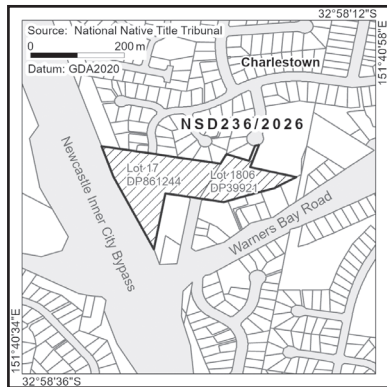 32°58'12"S
Source: National Native Title Tribunal
0 200 m
Datum: GDA2020
151°40'58"E
Charlestown
NSD236/2026
Lot 17
DP861244
Lot 1806
DP39921
Newcastle Inner City Bypass
Warners Bay Road
151°40'34"E
32°58'36"S